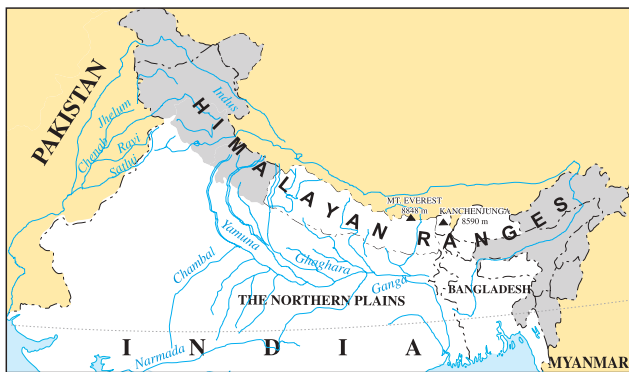 PAKISTAN
Indus
Jhelum
Chenab
Ravi
Satluj
HIMALAYAN RANGES
MT. EVEREST
8848 m
KANCHENJUNGA
8590 m
Yamuna
Chambal
Ghaghara
Ganga
THE NORTHERN PLAINS
BANGLADESH
INDIA
Narmada
MYANMAR